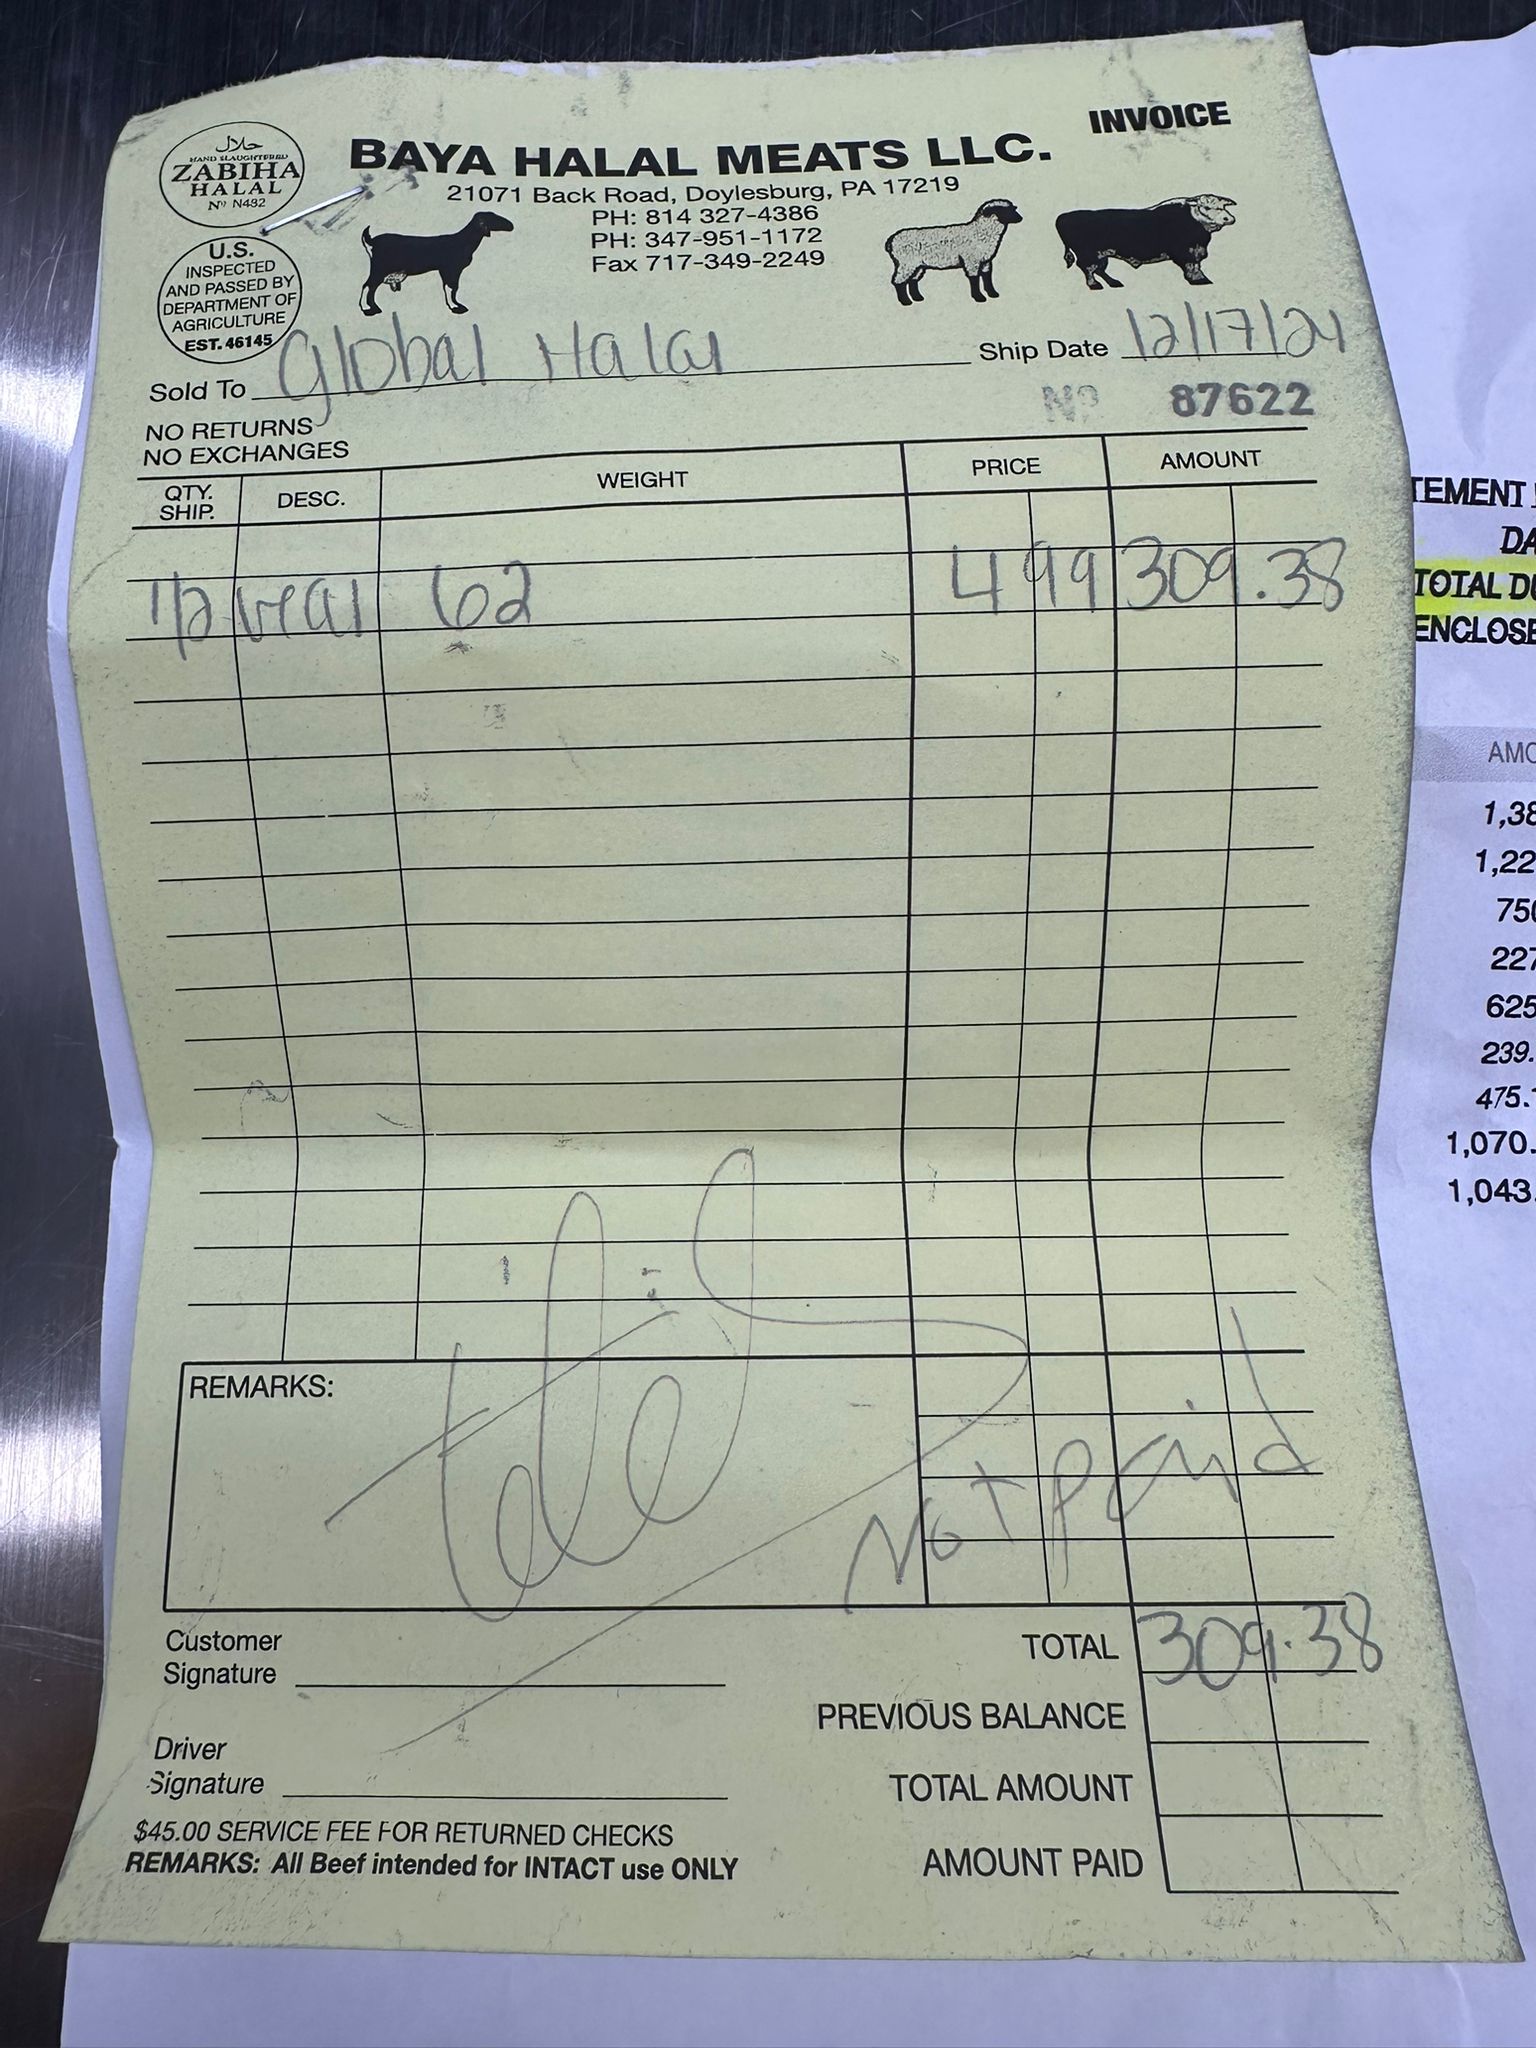 INVOICE
حلال
HAND SLAUGHTERED
ZABIHA
HALAL
Nº N482
BAYA HALAL MEATS LLC.
21071 Back Road, Doylesburg, PA 17219
PH: 814 327-4386
PH: 347-951-1172
Fax 717-349-2249
U.S.
INSPECTED
AND PASSED BY
DEPARTMENT OF
AGRICULTURE
EST. 46145
Sold To Global Halal Ship Date 12/17/24
Nº 87622
NO RETURNS
NO EXCHANGES
QTY. SHIP. DESC. WEIGHT PRICE AMOUNT
1/2 veal 62 4 99 309.38
REMARKS:
Not paid
Customer
Signature
TOTAL 309.38
PREVIOUS BALANCE
Driver
Signature
TOTAL AMOUNT
AMOUNT PAID
$45.00 SERVICE FEE FOR RETURNED CHECKS
REMARKS: All Beef intended for INTACT use ONLY
TEMENT
DA
TOTAL DU
ENCLOSE
AMO
1,38
1,22
750
227
625
239.
475.
1,070.
1,043.